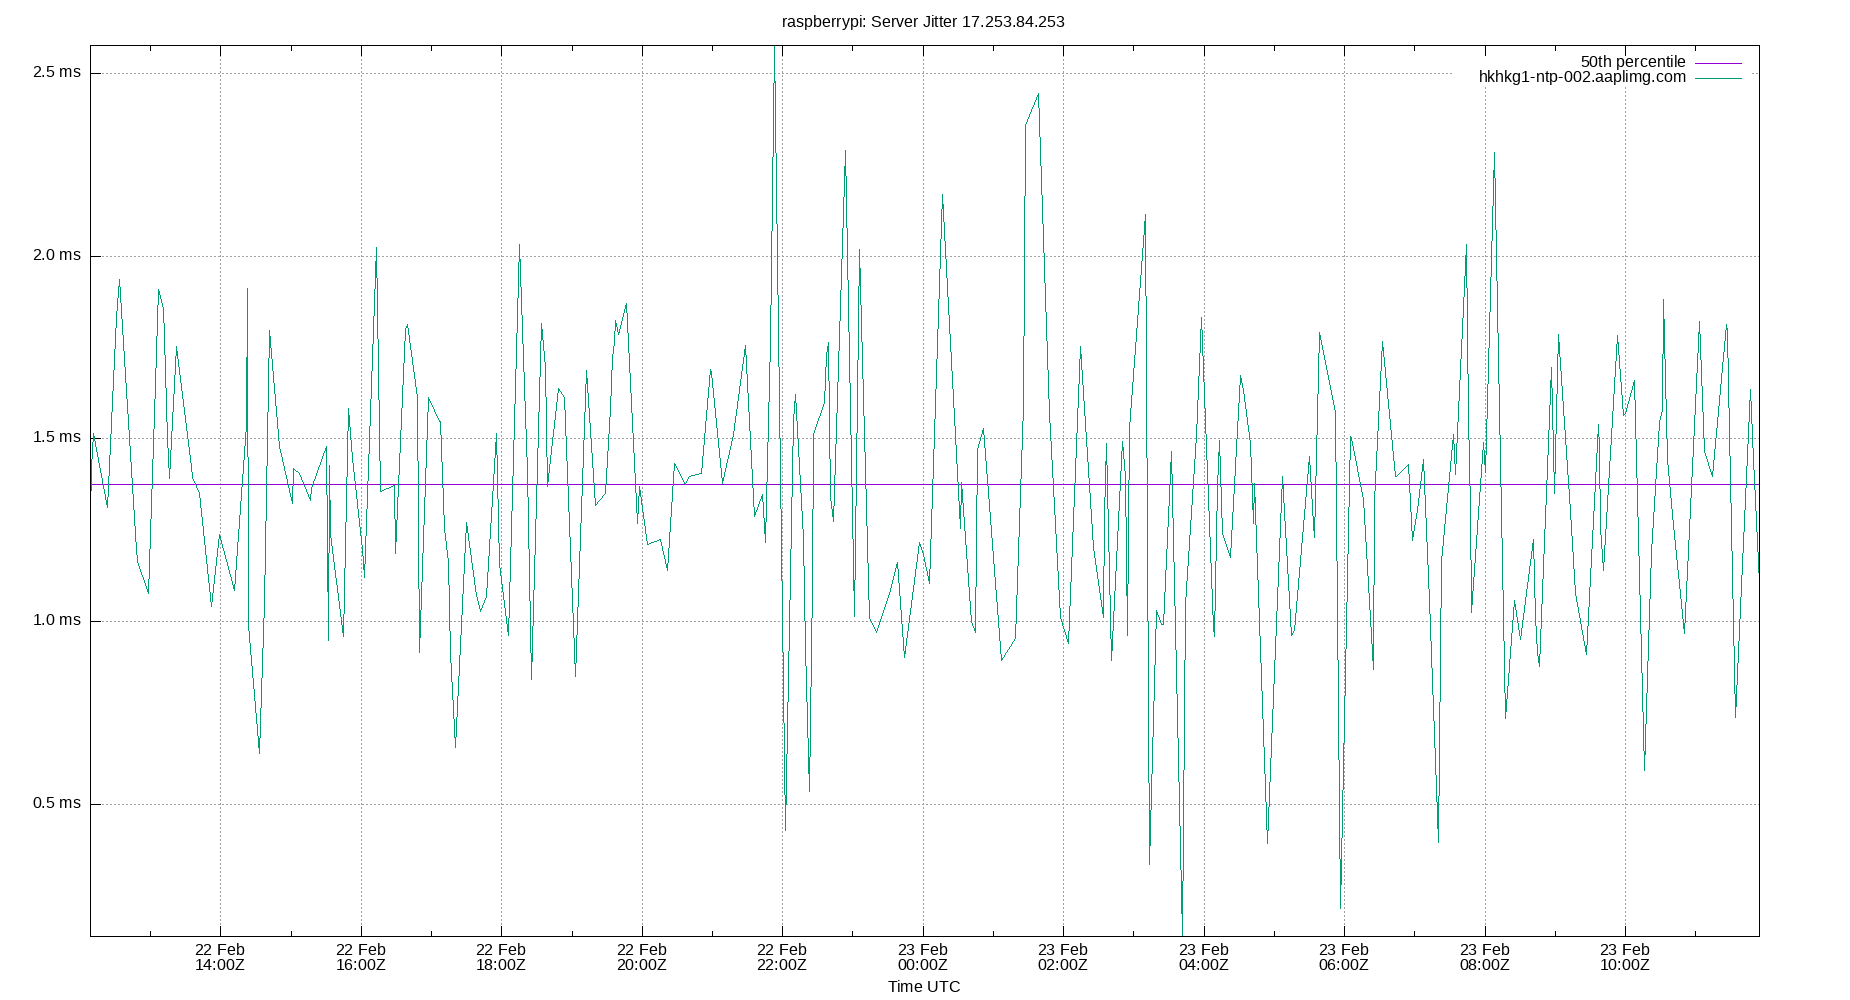 raspberrypi: Server Jitter 17.253.84.253
50th percentile
hkhkg1-ntp-002.aaplimg.com
2.5 ms
2.0 ms
1.5 ms
1.0 ms
0.5 ms
22 Feb 22 Feb 22 Feb 22 Feb 22 Feb 23 Feb 23 Feb 23 Feb 23 Feb 23 Feb 23 Feb
14:00Z 16:00Z 18:00Z 20:00Z 22:00Z 00:00Z 02:00Z 04:00Z 06:00Z 08:00Z 10:00Z
Time UTC